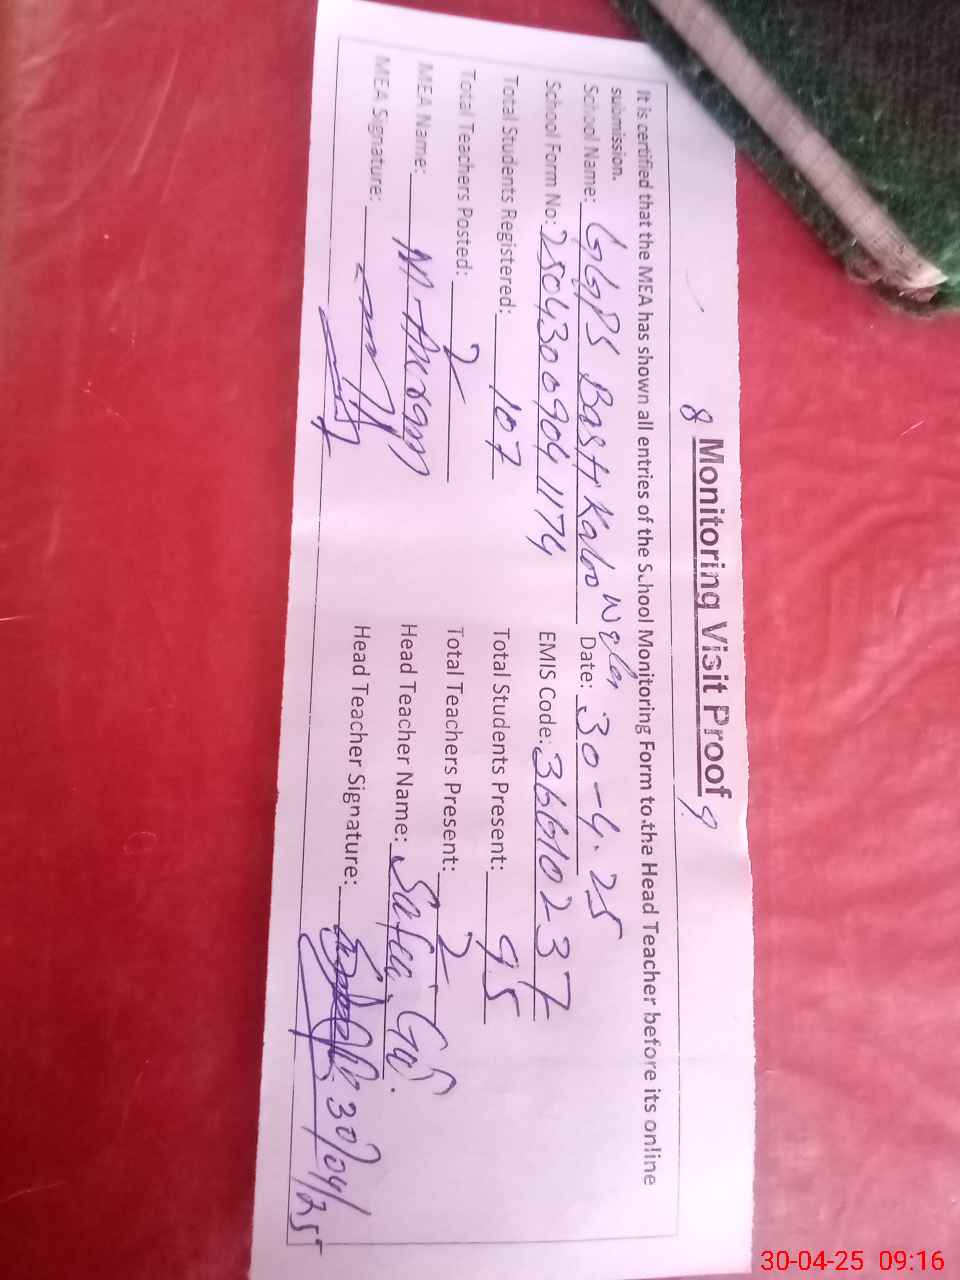 8 Monitoring Visit Proof 9
It is certified that the MEA has shown all entries of the School Monitoring Form to the Head Teacher before its online
submission.
School Name: GGPS Basti Kaloo Wala Date: 30-4-25
School Form No: 2504300904 1174 EMIS Code: 36610237
Total Students Registered: 107 Total Students Present: 95
Total Teachers Posted: 2 Total Teachers Present: 2
MEA Name: M. Akram Head Teacher Name: Safia Gul
MEA Signature: Head Teacher Signature: 30/04/25
30-04-25 09:16